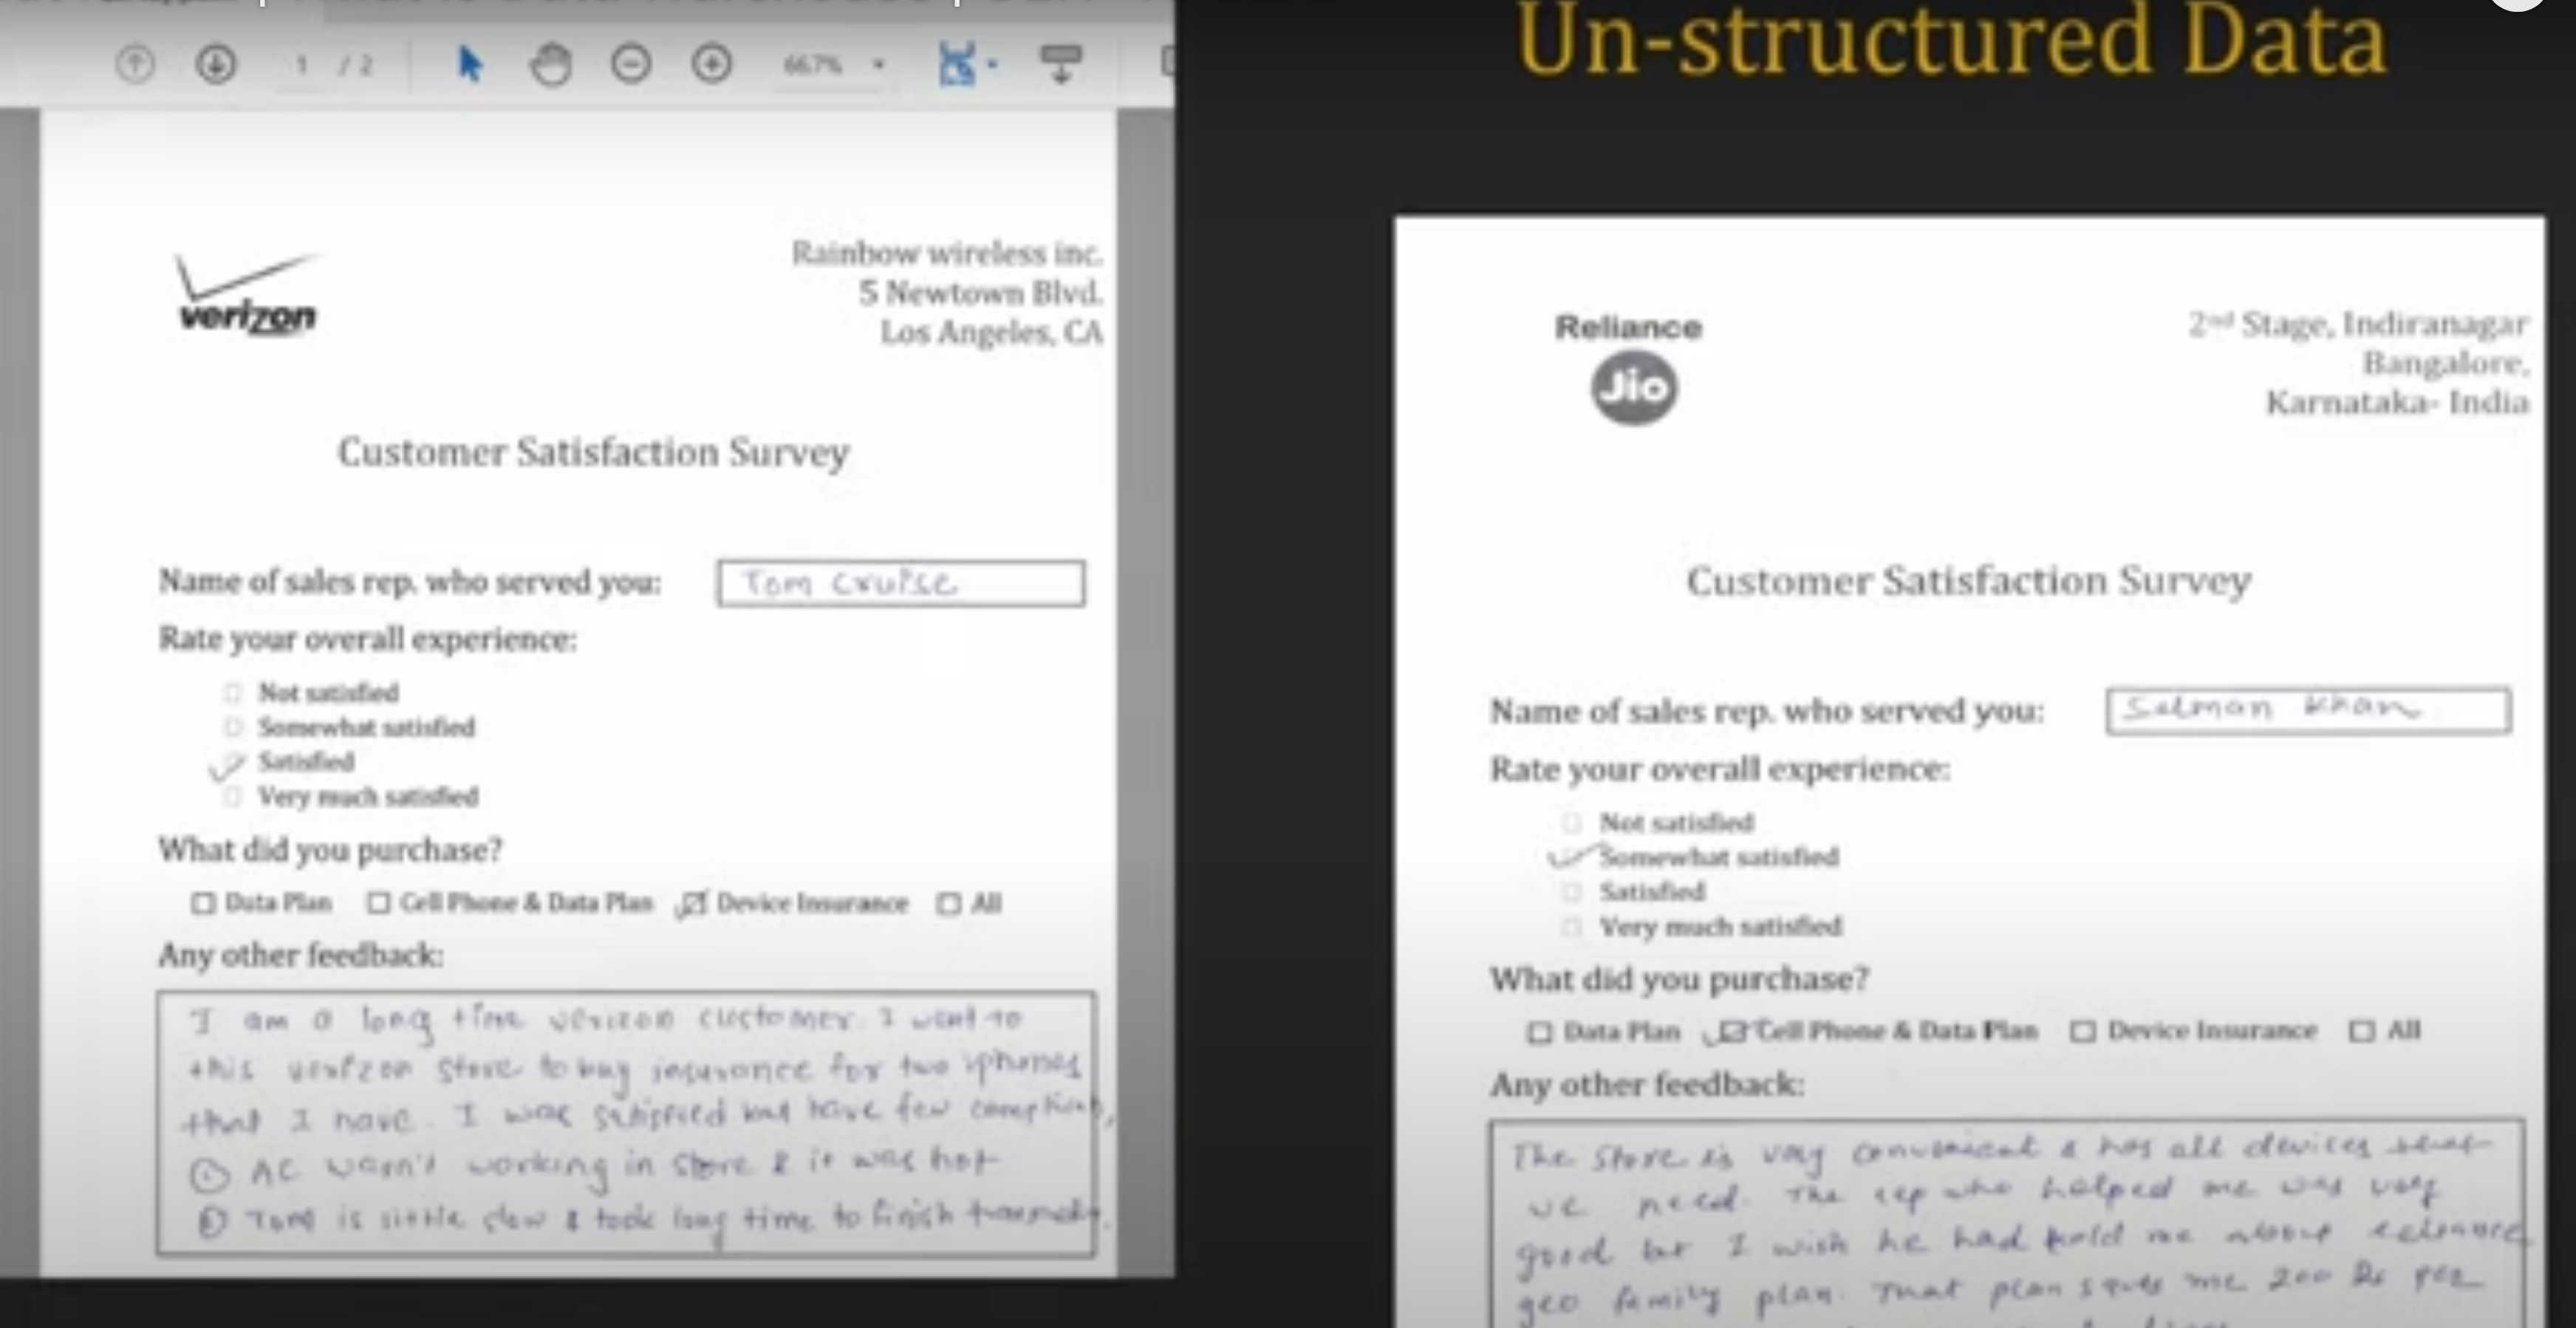 Un-structured Data
1 / 2
66.7%
verizon
Rainbow wireless inc.
5 Newtown Blvd.
Los Angeles, CA
Customer Satisfaction Survey
Name of sales rep. who served you: Tom Cruise
Rate your overall experience:
Not satisfied
Somewhat satisfied
Satisfied
Very much satisfied
What did you purchase?
Data Plan Cell Phone & Data Plan Device Insurance All
Any other feedback:
I am a long time verizon customer. I went to
this verizon store to buy insurance for two iphones
that I have. I was satisfied but have few
① AC wasn't working in store & it was hot
② Tom is little slow & took long time to finish
Reliance
Jio
2nd Stage, Indiranagar
Bangalore,
Karnataka- India
Customer Satisfaction Survey
Name of sales rep. who served you: Salman Khan
Rate your overall experience:
Not satisfied
Somewhat satisfied
Satisfied
Very much satisfied
What did you purchase?
Data Plan Cell Phone & Data Plan Device Insurance All
Any other feedback:
The store is very convenient & has all devices that
we need. The rep who helped me was very
good but I wish he had told me about reliance
geo family plan. That plan saves me 200 Rs per